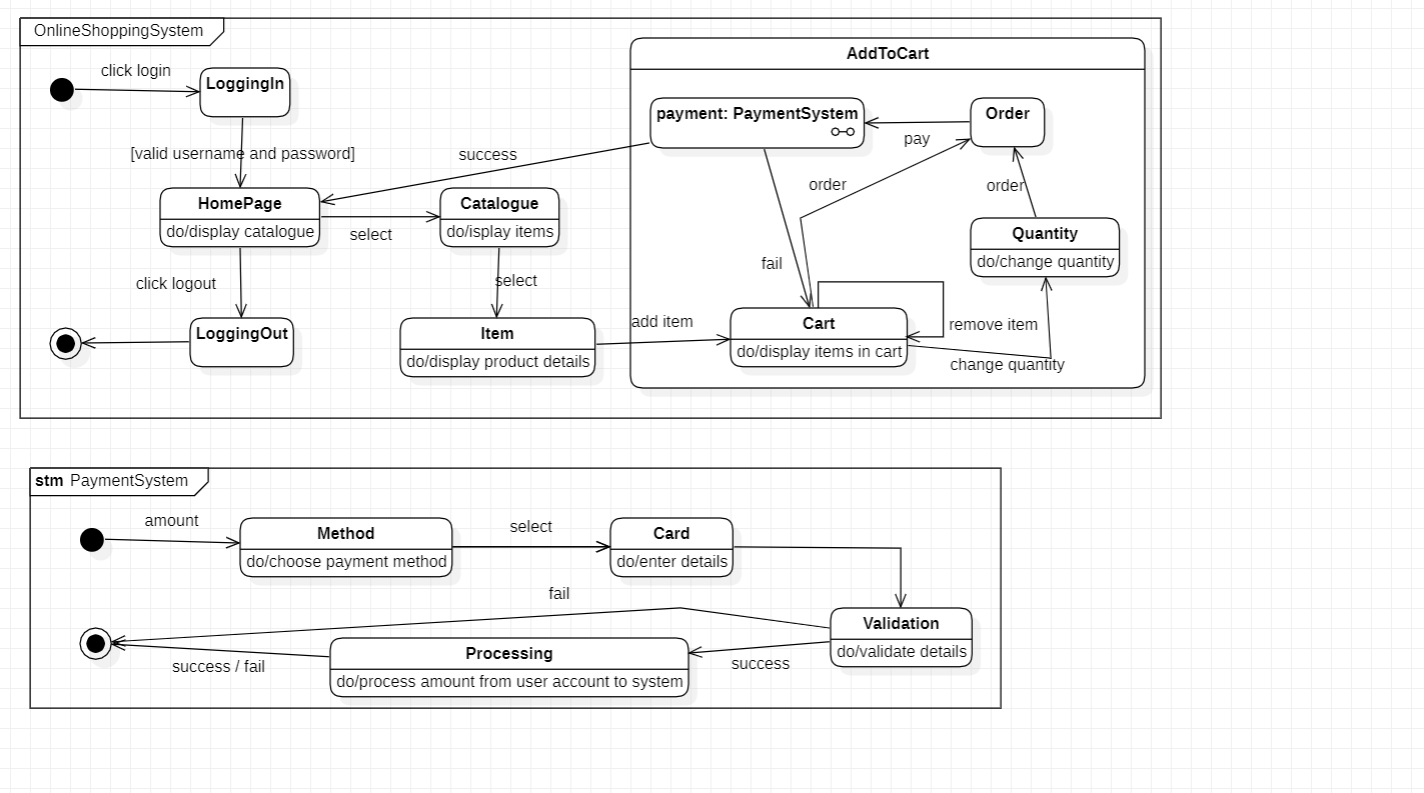 OnlineShoppingSystem
click login
LoggingIn
[valid username and password]
HomePage
do/display catalogue
select
Catalogue
do/isplay items
success
click logout
LoggingOut
select
Item
do/display product details
add item
AddToCart
payment: PaymentSystem
pay
Order
order
order
Quantity
do/change quantity
fail
Cart
do/display items in cart
remove item
change quantity
stm PaymentSystem
amount
Method
do/choose payment method
select
Card
do/enter details
fail
Validation
do/validate details
success
Processing
do/process amount from user account to system
success / fail